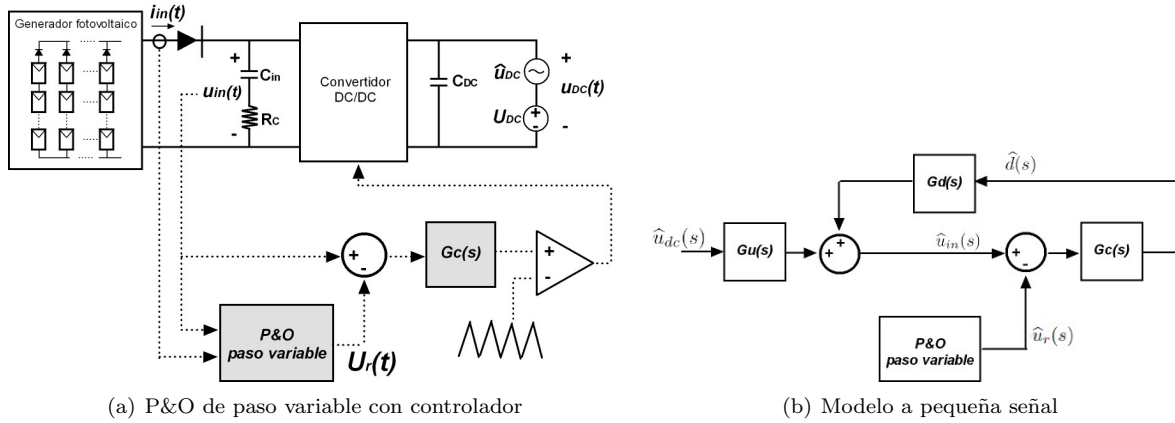 Generador fotovoltaico
iin(t)
+
Cin
uin(t)
RC
-
Convertidor
DC/DC
CDC
ûDC
+
uDC(t)
UDC
+
-
-
+
-
Gc(s)
+
-
P&O
paso variable
Ur(t)
(a) P&O de paso variable con controlador
d̂(s)
Gd(s)
ûdc(s)
Gu(s)
+
+
ûin(s)
+
-
Gc(s)
P&O
paso variable
ûr(s)
(b) Modelo a pequeña señal